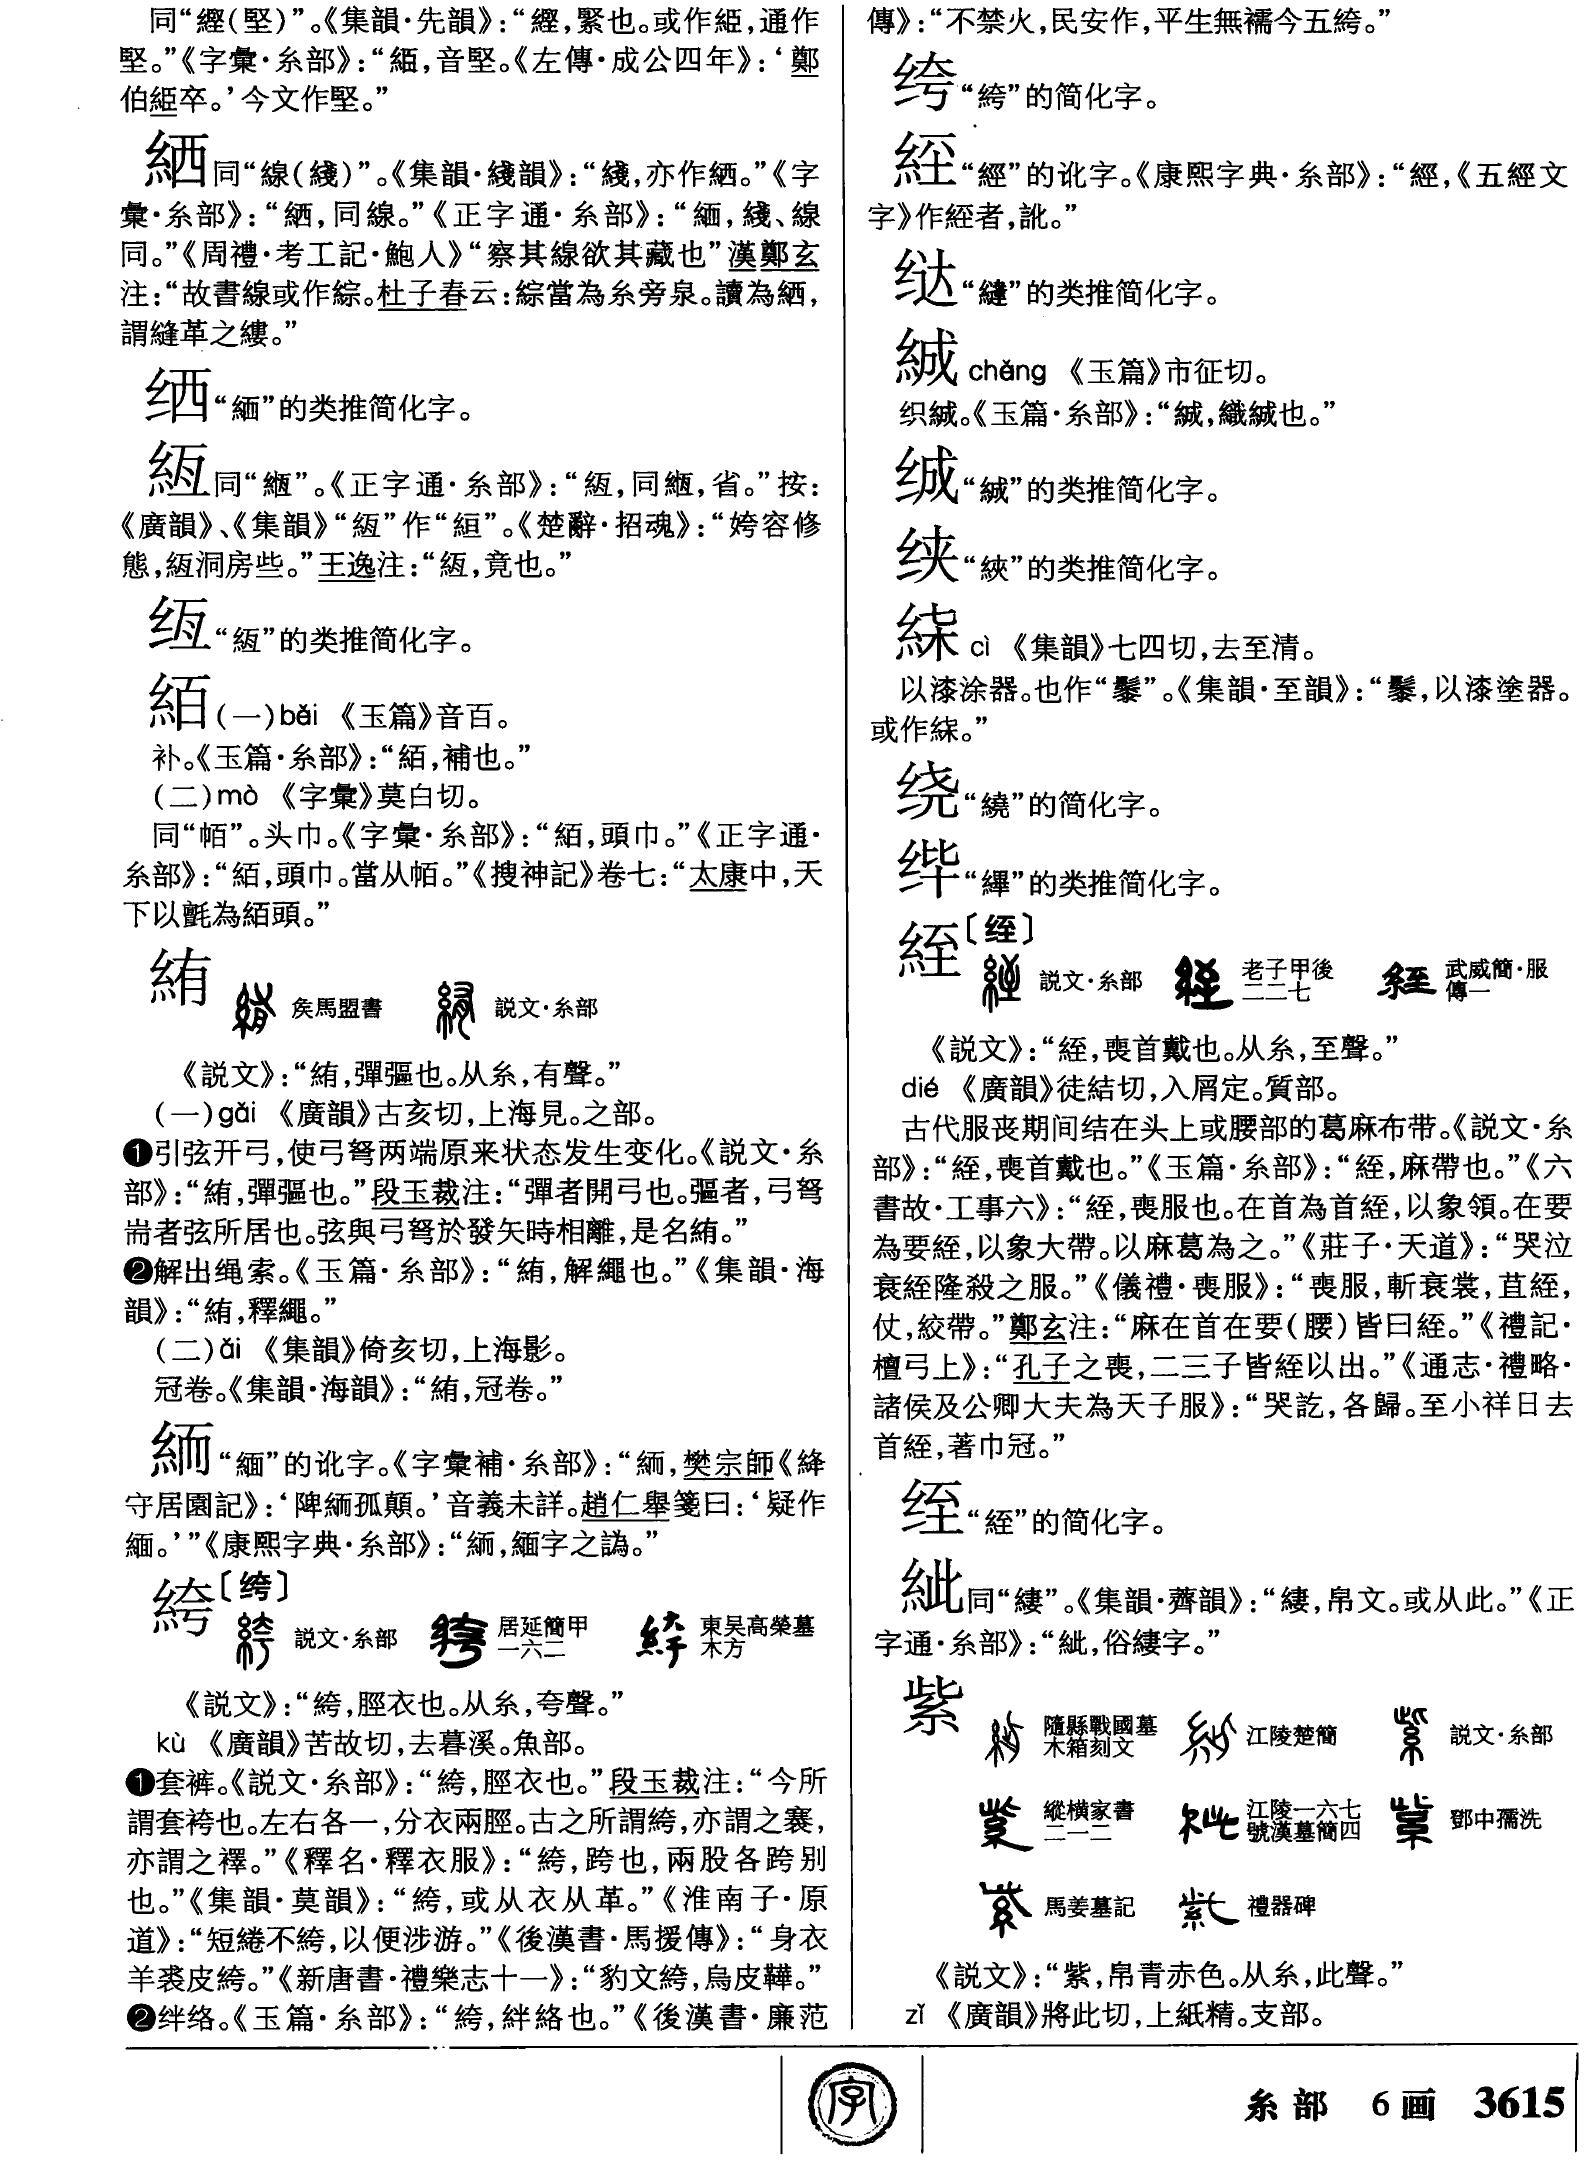 同“緾(堅)”。《集韻·先韻》：“緾，緊也。或作絚，通作
堅。”《字彙·糸部》：“絚，音堅。《左傳·成公四年》：‘鄭
伯絚卒。’今文作堅。”
絤同“線(綫)”。《集韻·綫韻》：“綫，亦作絤。”《字
彙·糸部》：“絤，同線。”《正字通·糸部》：“緬，綫、線
同。”《周禮·考工記·鮑人》“察其線欲其藏也”漢鄭玄
注：“故書線或作綜。杜子春云：綜當為糸旁泉。讀為絤，
謂縫革之縷。”
“絤”的类推简化字。
絙同“縆”。《正字通·糸部》：“絙，同縆，省。”按：
《廣韻》、《集韻》“絙”作“絚”。《楚辭·招魂》：“姱容修
態，絙洞房些。”王逸注：“絙，竟也。”
“絙”的类推简化字。
絔(一)bǎi 《玉篇》音百。
补。《玉篇·糸部》：“絔，補也。”
(二)mò 《字彙》莫白切。
同“帞”。头巾。《字彙·糸部》：“絔，頭巾。”《正字通·
糸部》：“絔，頭巾。當从帞。”《搜神記》卷七：“太康中，天
下以氈為絔頭。”
絠 矦馬盟書 説文·糸部
《説文》：“絠，彈彄也。从糸，有聲。”
(一)gǎi 《廣韻》古亥切，上海見。之部。
❶引弦开弓，使弓弩两端原来状态发生变化。《説文·糸
部》：“絠，彈彄也。”段玉裁注：“彈者開弓也。彄者，弓弩
耑者弦所居也。弦與弓弩於發矢時相離，是名絠。”
❷解出绳索。《玉篇·糸部》：“絠，解繩也。”《集韻·海
韻》：“絠，釋繩。”
(二)ǎi 《集韻》倚亥切，上海影。
冠卷。《集韻·海韻》：“絠，冠卷。”
緬“緬”的讹字。《字彙補·糸部》：“，樊宗師《絳
守居園記》：‘陴孤顛。’音義未詳。趙仁舉箋曰：‘疑作
緬。’”《康熙字典·糸部》：“，緬字之譌。”
絝〔绔〕 説文·糸部 居延簡甲一六二 東吴高榮墓木方
《説文》：“絝，脛衣也。从糸，夸聲。”
kù 《廣韻》苦故切，去暮溪。魚部。
❶套裤。《説文·糸部》：“絝，脛衣也。”段玉裁注：“今所
謂套袴也。左右各一，分衣兩脛。古之所謂絝，亦謂之褰，
亦謂之襗。”《釋名·釋衣服》：“絝，跨也，兩股各跨别
也。”《集韻·莫韻》：“絝，或从衣从革。”《淮南子·原
道》：“短綣不絝，以便涉游。”《後漢書·馬援傳》：“身衣
羊裘皮絝。”《新唐書·禮樂志十一》：“豹文絝，烏皮鞾。”
❷绊络。《玉篇·糸部》：“絝，絆絡也。”《後漢書·廉范
傳》：“不禁火，民安作，平生無襦今五絝。”
绔“絝”的简化字。
経“經”的讹字。《康熙字典·糸部》：“經，《五經文
字》作経者，訛。”
“縫”的类推简化字。
絾 chěng 《玉篇》市征切。
织絾。《玉篇·糸部》：“絾，織絾也。”
“絾”的类推简化字。
“綊”的类推简化字。
cì 《集韻》七四切，去至清。
以漆涂器。也作“髤”。《集韻·至韻》：“髤，以漆塗器。
或作。”
绕“繞”的简化字。
“繹”的类推简化字。
絰〔绖〕 説文·糸部 老子甲後二二七 武威簡·服傳一
《説文》：“絰，喪首戴也。从糸，至聲。”
dié 《廣韻》徒結切，入屑定。質部。
古代服丧期间结在头上或腰部的葛麻布带。《説文·糸
部》：“絰，喪首戴也。”《玉篇·糸部》：“絰，麻帶也。”《六
書故·工事六》：“絰，喪服也。在首為首絰，以象領。在要
為要絰，以象大帶。以麻葛為之。”《莊子·天道》：“哭泣
衰絰隆殺之服。”《儀禮·喪服》：“喪服，斬衰裳，苴絰，
仗，絞帶。”鄭玄注：“麻在首在要(腰)皆曰絰。”《禮記·
檀弓上》：“孔子之喪，二三子皆絰以出。”《通志·禮略·
諸侯及公卿大夫為天子服》：“哭訖，各歸。至小祥日去
首絰，著巾冠。”
绖“絰”的简化字。
紪同“緀”。《集韻·薺韻》：“緀，帛文。或从此。”《正
字通·糸部》：“紪，俗緀字。”
紫 隨縣戰國墓木箱刻文 江陵楚簡 説文·糸部
縱横家書二一二 江陵一六七號漢墓簡四 鄧中孺洗
馬姜墓記 禮器碑
《説文》：“紫，帛青赤色。从糸，此聲。”
zǐ 《廣韻》將此切，上紙精。支部。
字
糸部 6画 3615